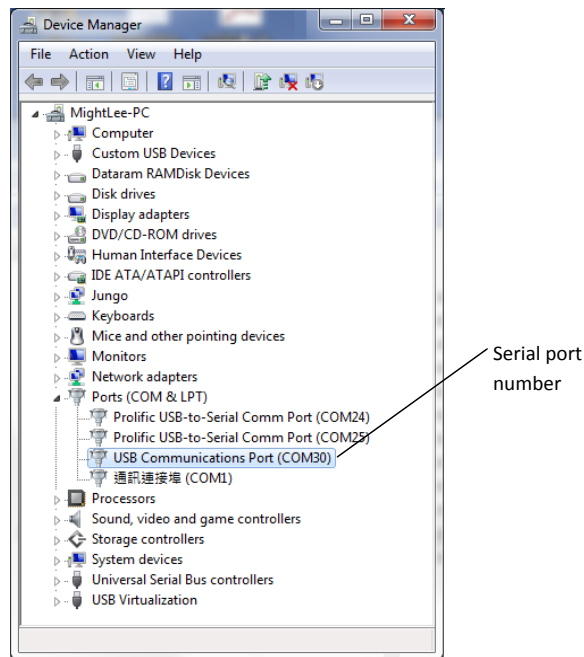 Device Manager
File Action View Help
MightLee-PC
Computer
Custom USB Devices
Dataram RAMDisk Devices
Disk drives
Display adapters
DVD/CD-ROM drives
Human Interface Devices
IDE ATA/ATAPI controllers
Jungo
Keyboards
Mice and other pointing devices
Monitors
Network adapters
Ports (COM & LPT)
Prolific USB-to-Serial Comm Port (COM24)
Prolific USB-to-Serial Comm Port (COM25)
USB Communications Port (COM30)
通訊連接埠 (COM1)
Processors
Sound, video and game controllers
Storage controllers
System devices
Universal Serial Bus controllers
USB Virtualization
Serial port
number